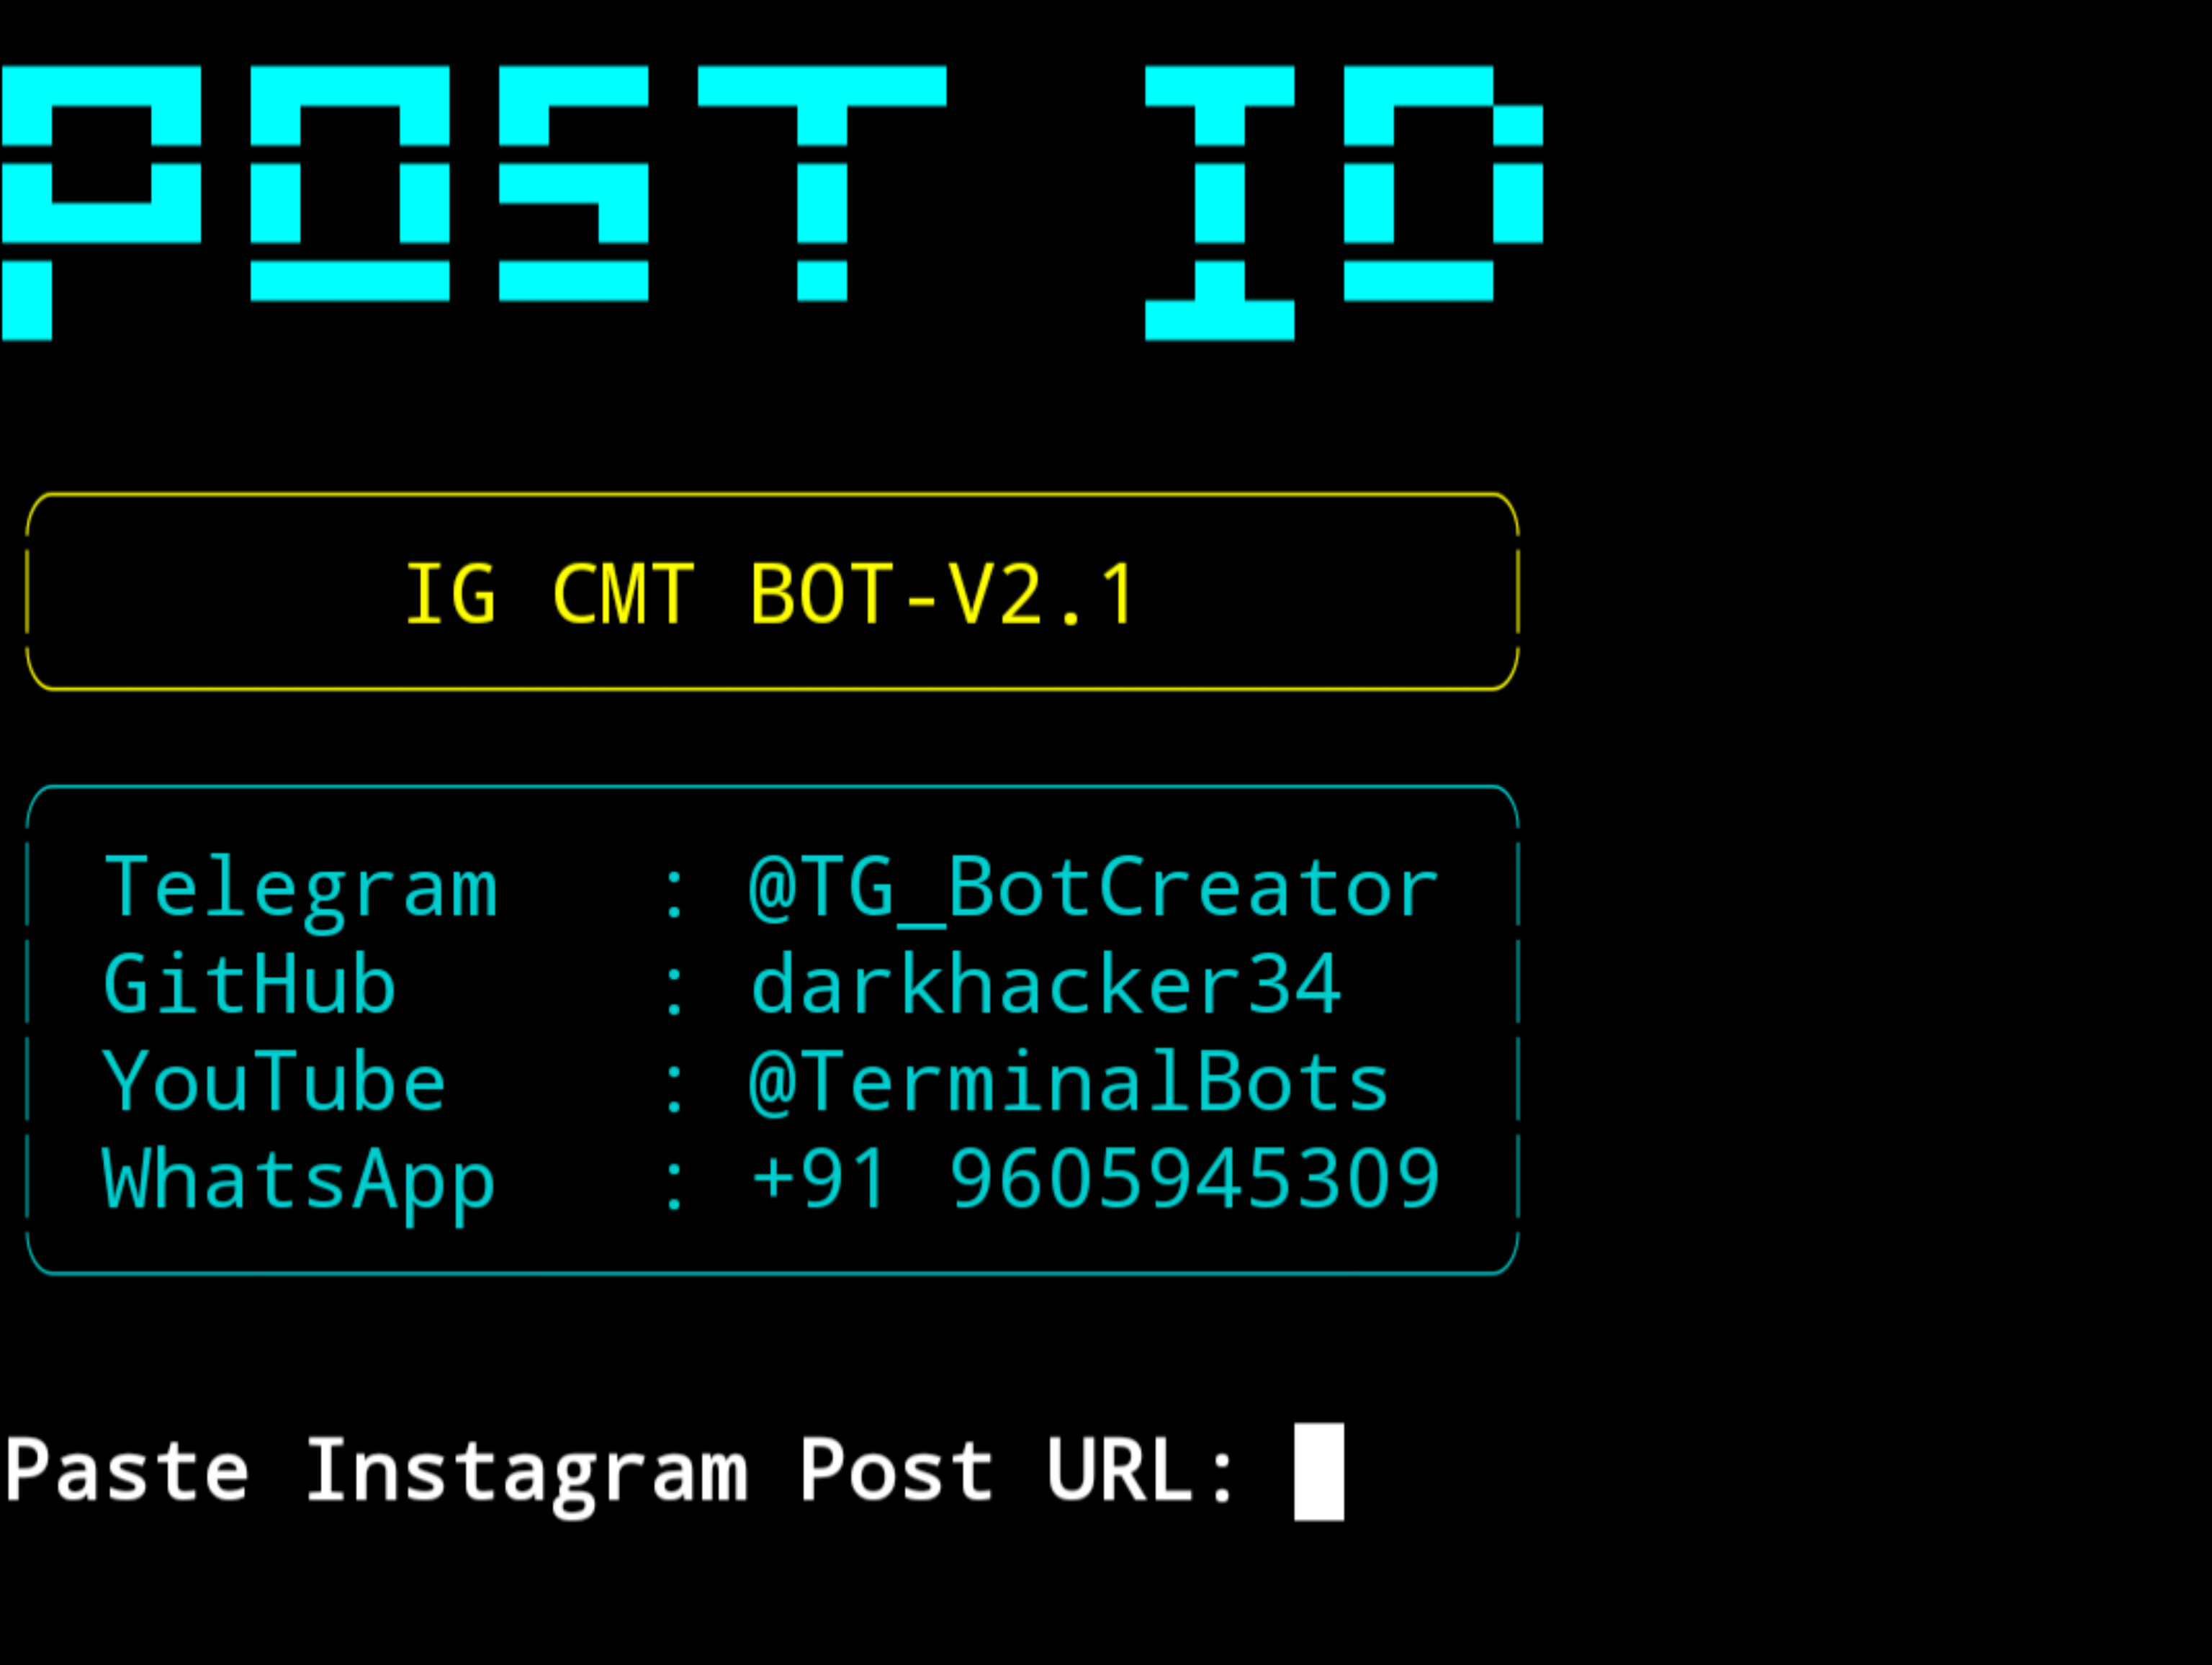 POST ID
IG CMT BOT-V2.1
Telegram : @TG_BotCreator
GitHub : darkhacker34
YouTube : @TerminalBots
WhatsApp : +91 9605945309
Paste Instagram Post URL: